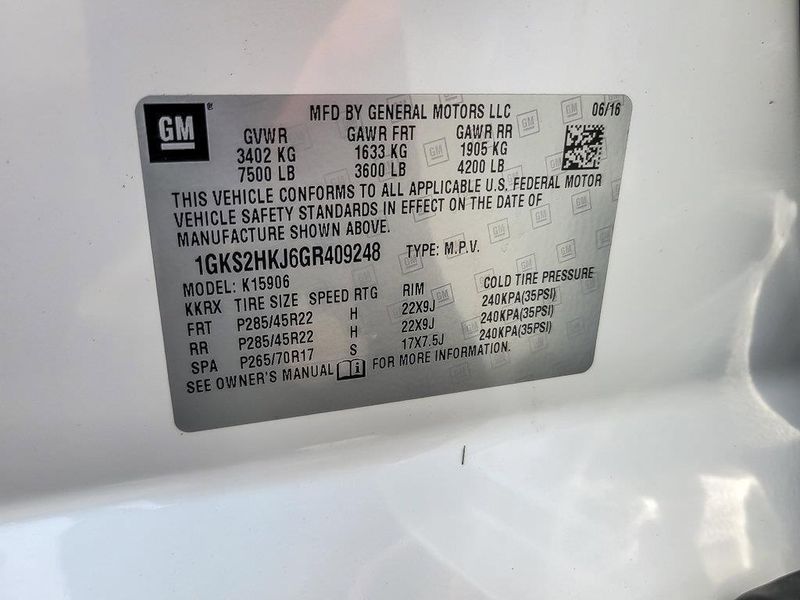 GM ®
MFD BY GENERAL MOTORS LLC 06/16
GVWR GAWR FRT GAWR RR
3402 KG 1633 KG 1905 KG
7500 LB 3600 LB 4200 LB
THIS VEHICLE CONFORMS TO ALL APPLICABLE U.S. FEDERAL MOTOR
VEHICLE SAFETY STANDARDS IN EFFECT ON THE DATE OF
MANUFACTURE SHOWN ABOVE.
1GKS2HKJ6GR409248 TYPE: M.P.V.
MODEL: K15906
KKRX TIRE SIZE SPEED RTG RIM COLD TIRE PRESSURE
FRT P285/45R22 H 22X9J 240KPA(35PSI)
RR P285/45R22 H 22X9J 240KPA(35PSI)
SPA P265/70R17 S 17X7.5J 240KPA(35PSI)
SEE OWNER'S MANUAL FOR MORE INFORMATION.